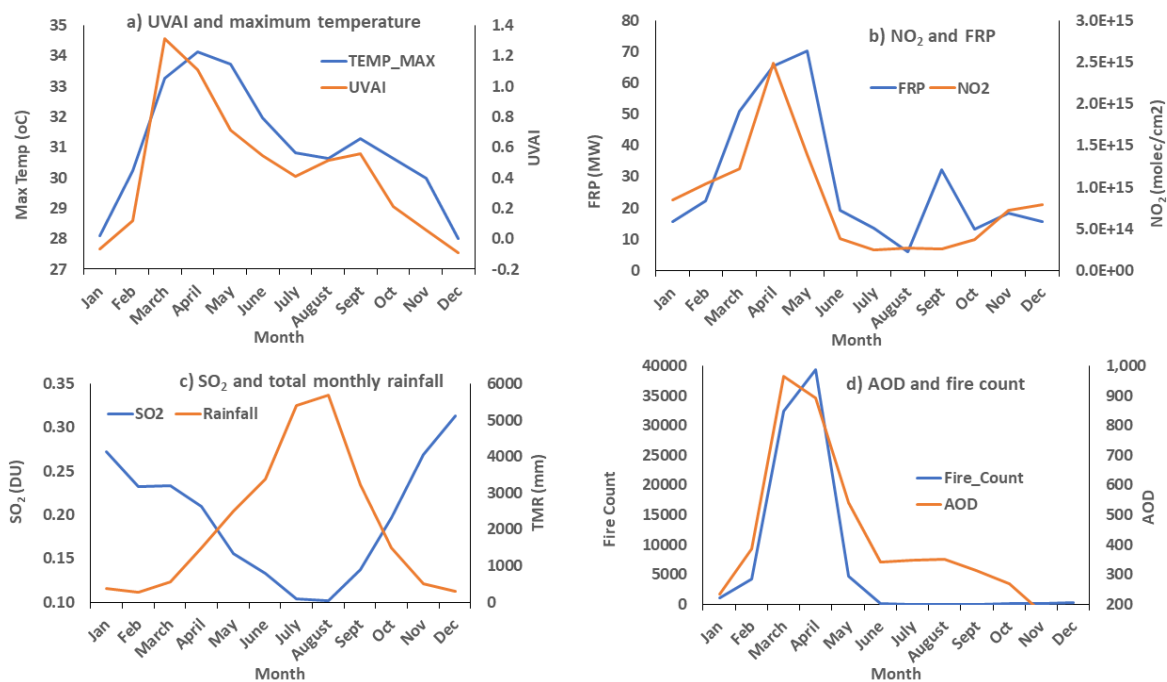 a) UVAI and maximum temperature
35
34
33
32
31
30
29
28
27
Max Temp (oC)
1.4
1.2
1.0
0.8
0.6
0.4
0.2
0.0
-0.2
UVAI
TEMP_MAX
UVAI
Jan Feb March April May June July August Sept Oct Nov Dec
Month
b) NO₂ and FRP
80
70
60
50
40
30
20
10
0
FRP (MW)
3.0E+15
2.5E+15
2.0E+15
1.5E+15
1.0E+15
5.0E+14
0.0E+00
NO₂ (molec/cm2)
FRP NO2
Jan Feb March April May June July August Sept Oct Nov Dec
Month
c) SO₂ and total monthly rainfall
0.35
0.30
0.25
0.20
0.15
0.10
SO₂ (DU)
6000
5000
4000
3000
2000
1000
0
TMR (mm)
SO2 Rainfall
Jan Feb March April May June July August Sept Oct Nov Dec
Month
d) AOD and fire count
40000
35000
30000
25000
20000
15000
10000
5000
0
Fire Count
1,000
900
800
700
600
500
400
300
200
AOD
Fire_Count
AOD
Jan Feb March April May June July August Sept Oct Nov Dec
Month